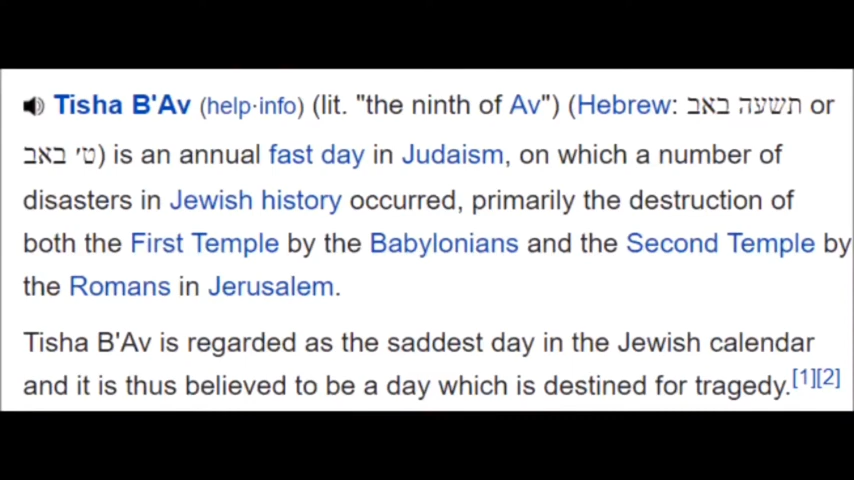 Tisha B'Av (help·info) (lit. "the ninth of Av") (Hebrew: תשעה באב or
ט׳ באב) is an annual fast day in Judaism, on which a number of
disasters in Jewish history occurred, primarily the destruction of
both the First Temple by the Babylonians and the Second Temple by
the Romans in Jerusalem.
Tisha B'Av is regarded as the saddest day in the Jewish calendar
and it is thus believed to be a day which is destined for tragedy.[1][2]